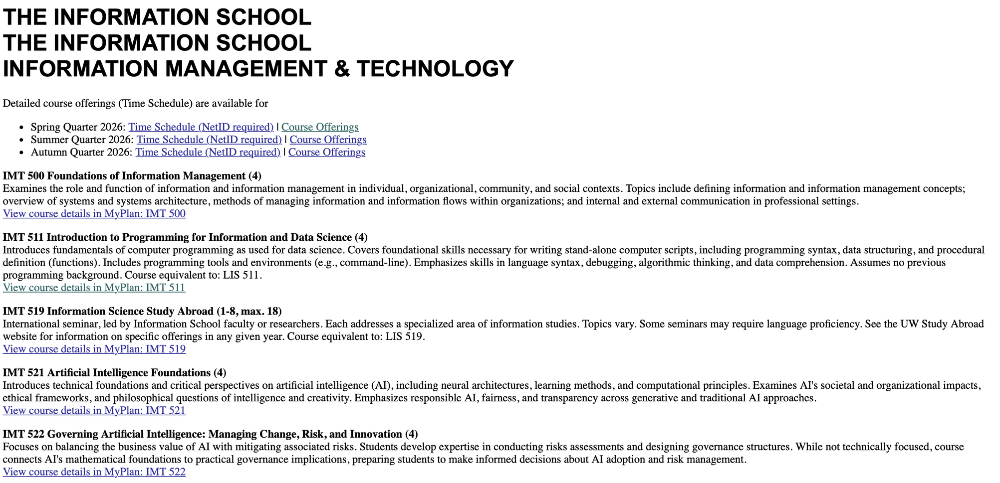 THE INFORMATION SCHOOL
THE INFORMATION SCHOOL
INFORMATION MANAGEMENT & TECHNOLOGY
Detailed course offerings (Time Schedule) are available for
• Spring Quarter 2026: Time Schedule (NetID required) | Course Offerings
• Summer Quarter 2026: Time Schedule (NetID required) | Course Offerings
• Autumn Quarter 2026: Time Schedule (NetID required) | Course Offerings
IMT 500 Foundations of Information Management (4)
Examines the role and function of information and information management in individual, organizational, community, and social contexts. Topics include defining information and information management concepts;
overview of systems and systems architecture, methods of managing information and information flows within organizations; and internal and external communication in professional settings.
View course details in MyPlan: IMT 500
IMT 511 Introduction to Programming for Information and Data Science (4)
Introduces fundamentals of computer programming as used for data science. Covers foundational skills necessary for writing stand-alone computer scripts, including programming syntax, data structuring, and procedural
definition (functions). Includes programming tools and environments (e.g., command-line). Emphasizes skills in language syntax, debugging, algorithmic thinking, and data comprehension. Assumes no previous
programming background. Course equivalent to: LIS 511.
View course details in MyPlan: IMT 511
IMT 519 Information Science Study Abroad (1-8, max. 18)
International seminar, led by Information School faculty or researchers. Each addresses a specialized area of information studies. Topics vary. Some seminars may require language proficiency. See the UW Study Abroad
website for information on specific offerings in any given year. Course equivalent to: LIS 519.
View course details in MyPlan: IMT 519
IMT 521 Artificial Intelligence Foundations (4)
Introduces technical foundations and critical perspectives on artificial intelligence (AI), including neural architectures, learning methods, and computational principles. Examines AI's societal and organizational impacts,
ethical frameworks, and philosophical questions of intelligence and creativity. Emphasizes responsible AI, fairness, and transparency across generative and traditional AI approaches.
View course details in MyPlan: IMT 521
IMT 522 Governing Artificial Intelligence: Managing Change, Risk, and Innovation (4)
Focuses on balancing the business value of AI with mitigating associated risks. Students develop expertise in conducting risks assessments and designing governance structures. While not technically focused, course
connects AI's mathematical foundations to practical governance implications, preparing students to make informed decisions about AI adoption and risk management.
View course details in MyPlan: IMT 522